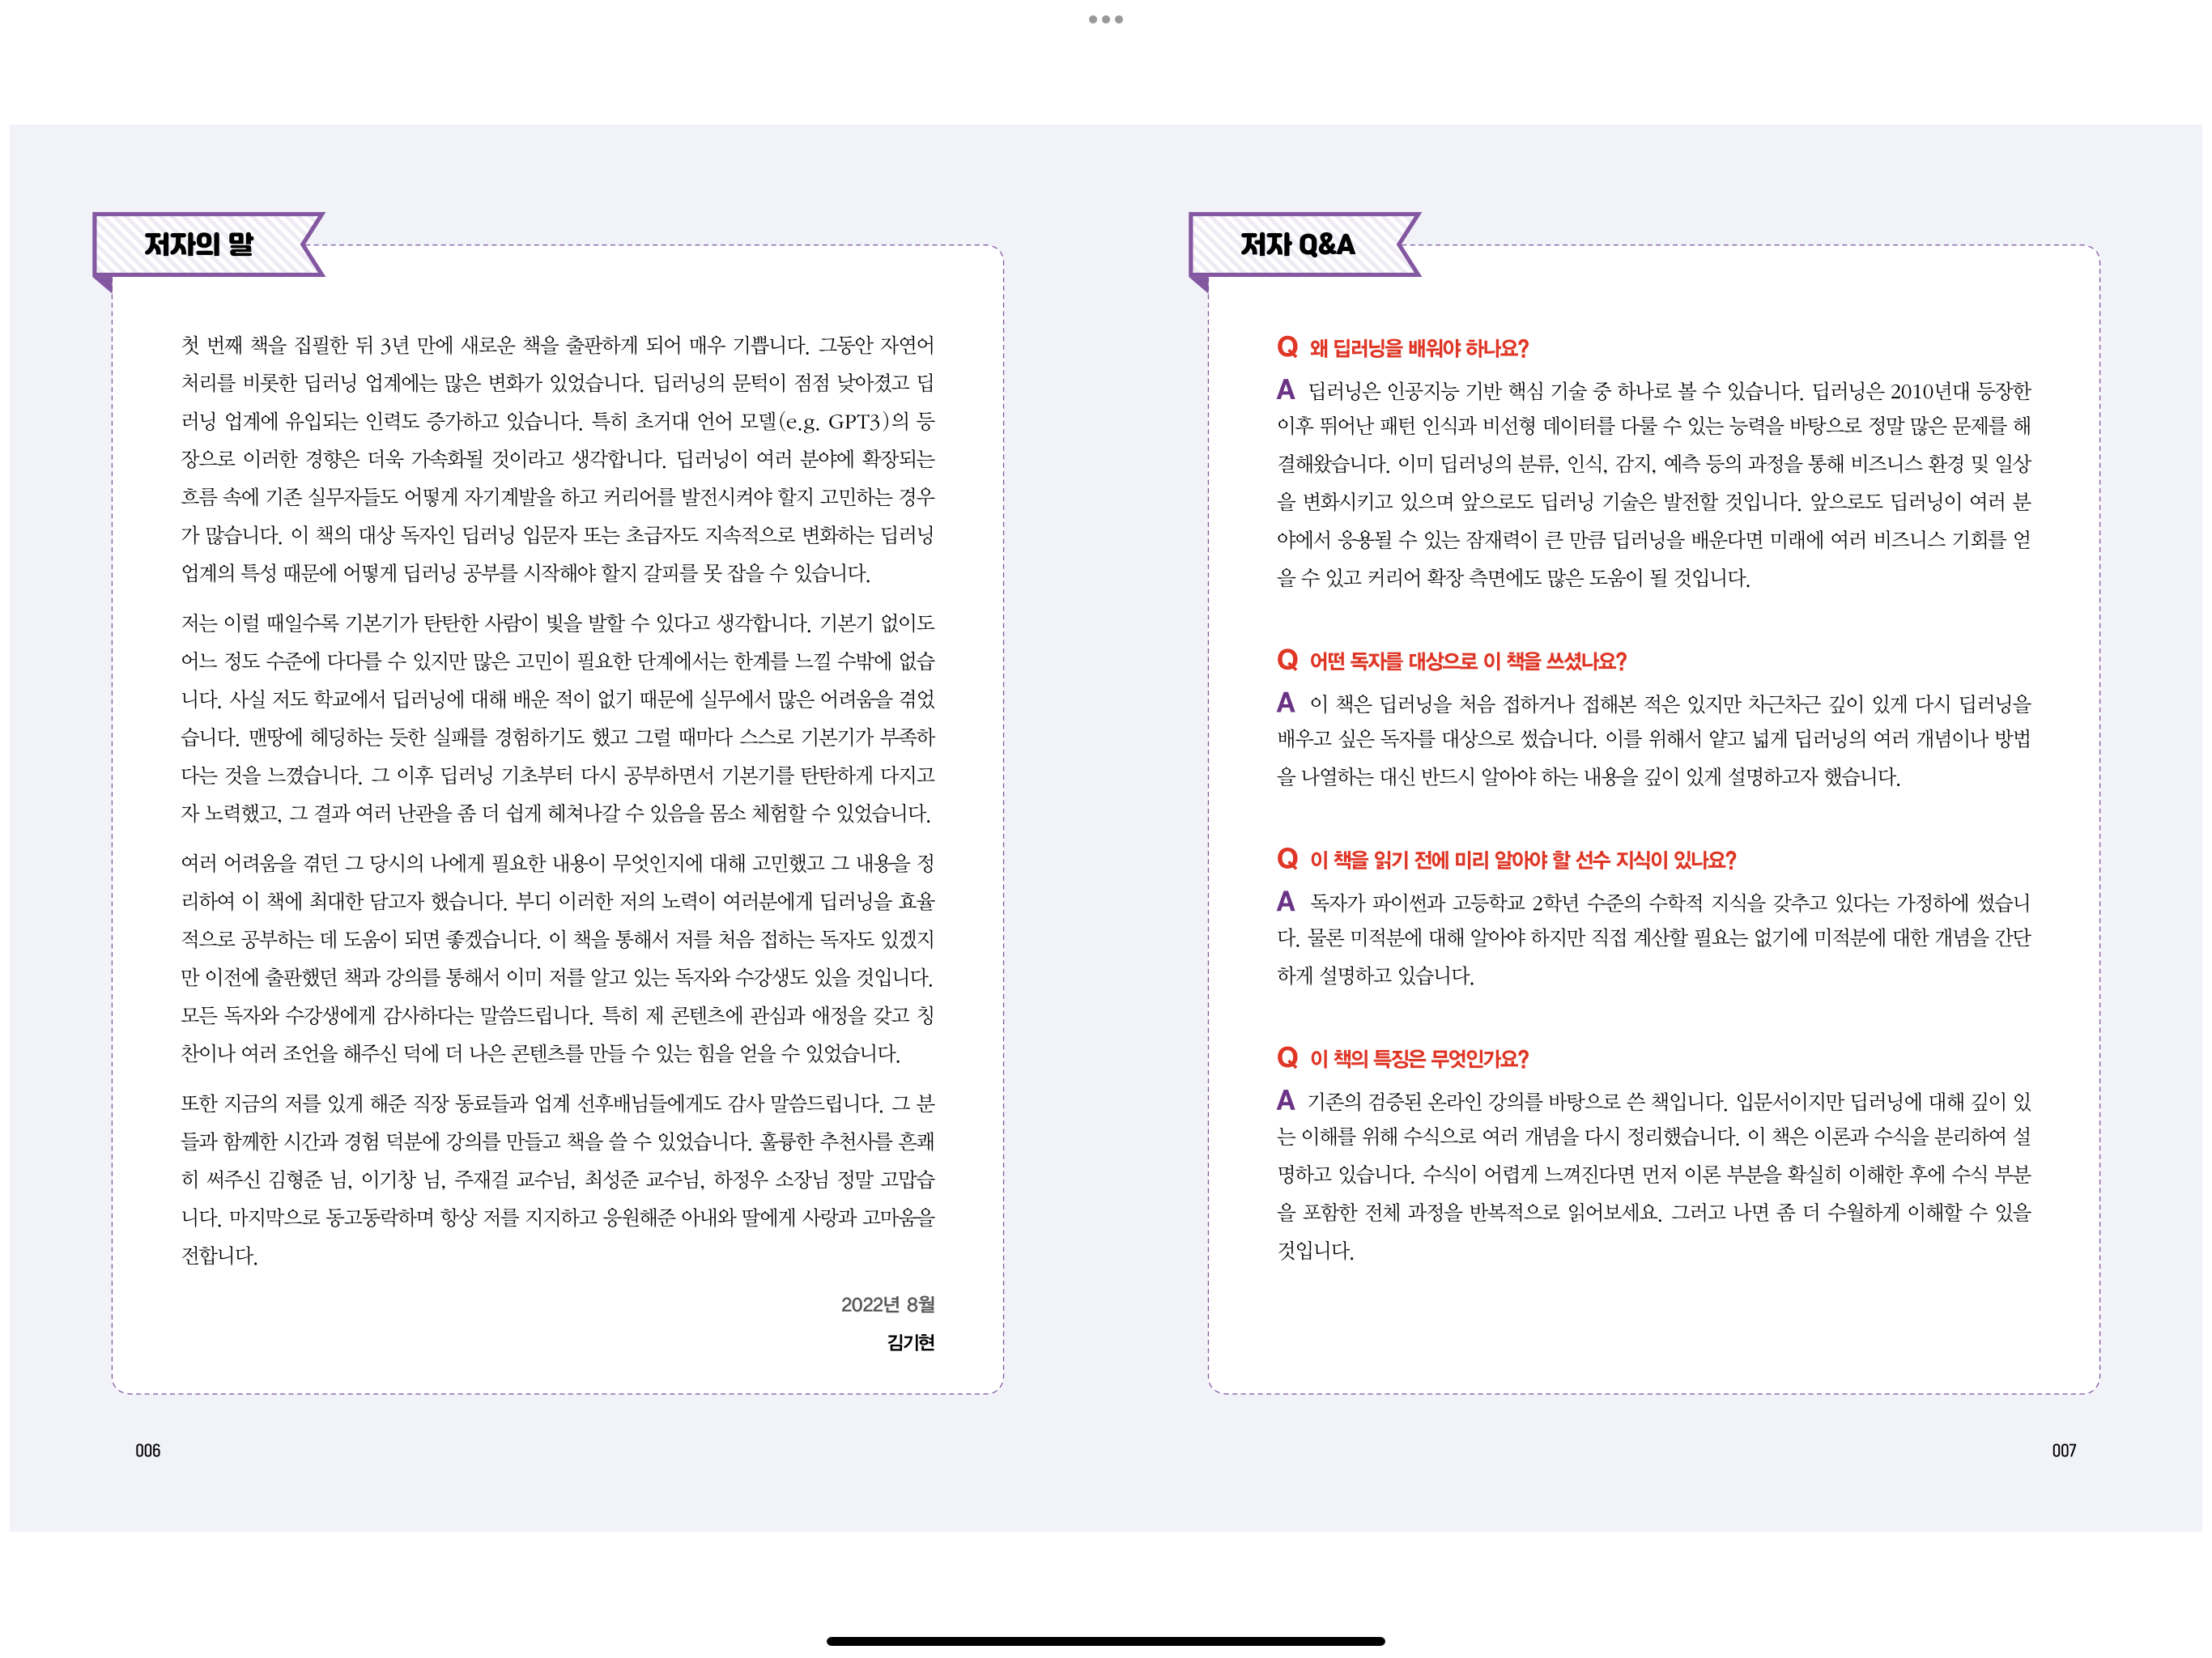 저자의 말
첫 번째 책을 집필한 뒤 3년 만에 새로운 책을 출판하게 되어 매우 기쁩니다. 그동안 자연어
처리를 비롯한 딥러닝 업계에는 많은 변화가 있었습니다. 딥러닝의 문턱이 점점 낮아졌고 딥
러닝 업계에 유입되는 인력도 증가하고 있습니다. 특히 초거대 언어 모델(e.g. GPT3)의 등
장으로 이러한 경향은 더욱 가속화될 것이라고 생각합니다. 딥러닝이 여러 분야에 확장되는
흐름 속에 기존 실무자들도 어떻게 자기계발을 하고 커리어를 발전시켜야 할지 고민하는 경우
가 많습니다. 이 책의 대상 독자인 딥러닝 입문자 또는 초급자도 지속적으로 변화하는 딥러닝
업계의 특성 때문에 어떻게 딥러닝 공부를 시작해야 할지 갈피를 못 잡을 수 있습니다.
저는 이럴 때일수록 기본기가 탄탄한 사람이 빛을 발할 수 있다고 생각합니다. 기본기 없이도
어느 정도 수준에 다다를 수 있지만 많은 고민이 필요한 단계에서는 한계를 느낄 수밖에 없습
니다. 사실 저도 학교에서 딥러닝에 대해 배운 적이 없기 때문에 실무에서 많은 어려움을 겪었
습니다. 맨땅에 헤딩하는 듯한 실패를 경험하기도 했고 그럴 때마다 스스로 기본기가 부족하
다는 것을 느꼈습니다. 그 이후 딥러닝 기초부터 다시 공부하면서 기본기를 탄탄하게 다지고
자 노력했고, 그 결과 여러 난관을 좀 더 쉽게 헤쳐나갈 수 있음을 몸소 체험할 수 있었습니다.
여러 어려움을 겪던 그 당시의 나에게 필요한 내용이 무엇인지에 대해 고민했고 그 내용을 정
리하여 이 책에 최대한 담고자 했습니다. 부디 이러한 저의 노력이 여러분에게 딥러닝을 효율
적으로 공부하는 데 도움이 되면 좋겠습니다. 이 책을 통해서 저를 처음 접하는 독자도 있겠지
만 이전에 출판했던 책과 강의를 통해서 이미 저를 알고 있는 독자와 수강생도 있을 것입니다.
모든 독자와 수강생에게 감사하다는 말씀드립니다. 특히 제 콘텐츠에 관심과 애정을 갖고 칭
찬이나 여러 조언을 해주신 덕에 더 나은 콘텐츠를 만들 수 있는 힘을 얻을 수 있었습니다.
또한 지금의 저를 있게 해준 직장 동료들과 업계 선후배님들에게도 감사 말씀드립니다. 그 분
들과 함께한 시간과 경험 덕분에 강의를 만들고 책을 쓸 수 있었습니다. 훌륭한 추천사를 흔쾌
히 써주신 김형준 님, 이기창 님, 주재걸 교수님, 최성준 교수님, 하정우 소장님 정말 고맙습
니다. 마지막으로 동고동락하며 항상 저를 지지하고 응원해준 아내와 딸에게 사랑과 고마움을
전합니다.
2022년 8월
김기현
006
저자 Q&A
Q 왜 딥러닝을 배워야 하나요?
A 딥러닝은 인공지능 기반 핵심 기술 중 하나로 볼 수 있습니다. 딥러닝은 2010년대 등장한
이후 뛰어난 패턴 인식과 비선형 데이터를 다룰 수 있는 능력을 바탕으로 정말 많은 문제를 해
결해왔습니다. 이미 딥러닝의 분류, 인식, 감지, 예측 등의 과정을 통해 비즈니스 환경 및 일상
을 변화시키고 있으며 앞으로도 딥러닝 기술은 발전할 것입니다. 앞으로도 딥러닝이 여러 분
야에서 응용될 수 있는 잠재력이 큰 만큼 딥러닝을 배운다면 미래에 여러 비즈니스 기회를 얻
을 수 있고 커리어 확장 측면에도 많은 도움이 될 것입니다.
Q 어떤 독자를 대상으로 이 책을 쓰셨나요?
A 이 책은 딥러닝을 처음 접하거나 접해본 적은 있지만 차근차근 깊이 있게 다시 딥러닝을
배우고 싶은 독자를 대상으로 썼습니다. 이를 위해서 얕고 넓게 딥러닝의 여러 개념이나 방법
을 나열하는 대신 반드시 알아야 하는 내용을 깊이 있게 설명하고자 했습니다.
Q 이 책을 읽기 전에 미리 알아야 할 선수 지식이 있나요?
A 독자가 파이썬과 고등학교 2학년 수준의 수학적 지식을 갖추고 있다는 가정하에 썼습니
다. 물론 미적분에 대해 알아야 하지만 직접 계산할 필요는 없기에 미적분에 대한 개념을 간단
하게 설명하고 있습니다.
Q 이 책의 특징은 무엇인가요?
A 기존의 검증된 온라인 강의를 바탕으로 쓴 책입니다. 입문서이지만 딥러닝에 대해 깊이 있
는 이해를 위해 수식으로 여러 개념을 다시 정리했습니다. 이 책은 이론과 수식을 분리하여 설
명하고 있습니다. 수식이 어렵게 느껴진다면 먼저 이론 부분을 확실히 이해한 후에 수식 부분
을 포함한 전체 과정을 반복적으로 읽어보세요. 그러고 나면 좀 더 수월하게 이해할 수 있을
것입니다.
007